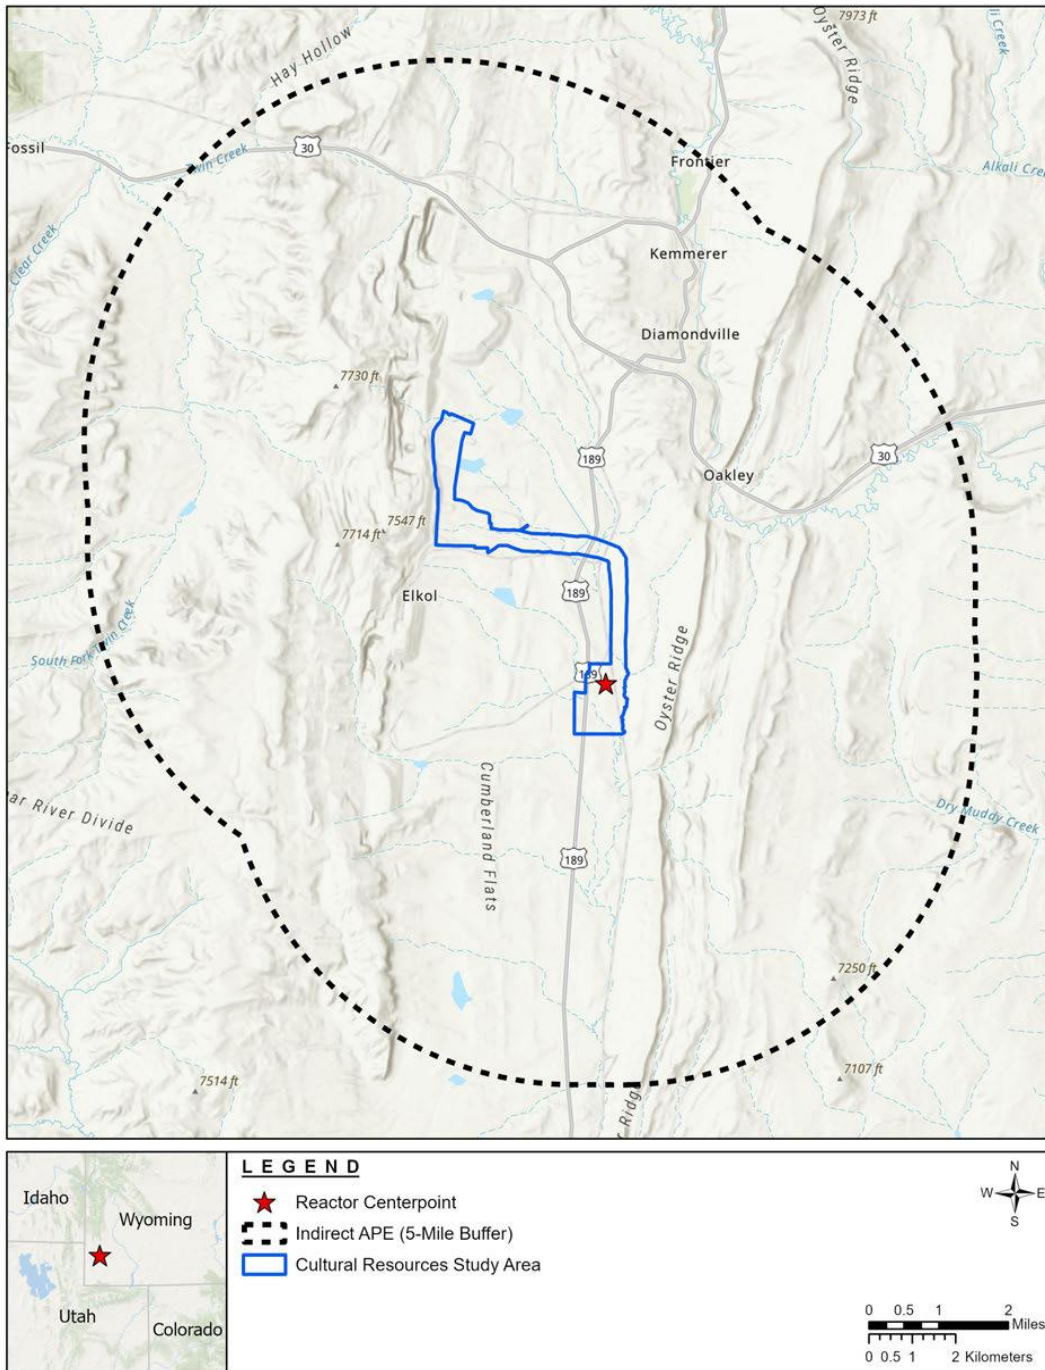 7973 ft
Oyster Ridge
Hay Hollow
30
Fossil
Twin Creek
Frontier
Alkali Cree
Clear Creek
Kemmerer
Diamondville
7730 ft
189
30
Oakley
7547 ft
7714 ft
189
Elkol
South Fork Twin Creek
189
Oyster Ridge
Cumberland Flats
ar River Divide
Dry Muddy Creek
189
7250 ft
7514 ft
7107 ft
r Ridge
LEGEND
Reactor Centerpoint
Indirect APE (5-Mile Buffer)
Cultural Resources Study Area
Idaho
Wyoming
Utah
Colorado
N
W E
S
0 0.5 1 2
Miles
0 0.5 1 2 Kilometers